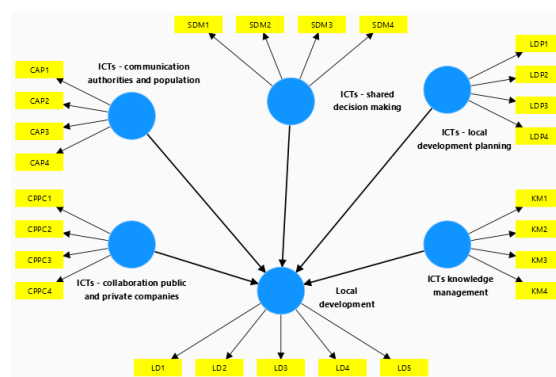 SDM1
SDM2
SDM3
SDM4
CAP1
CAP2
CAP3
CAP4
ICTs - communication
authorities and population
ICTs - shared
decision making
LDP1
LDP2
LDP3
LDP4
ICTs - local
development planning
CPPC1
CPPC2
CPPC3
CPPC4
ICTs - collaboration public
and private companies
Local
development
KM1
KM2
KM3
KM4
ICTs knowledge
management
LD1
LD2
LD3
LD4
LD5